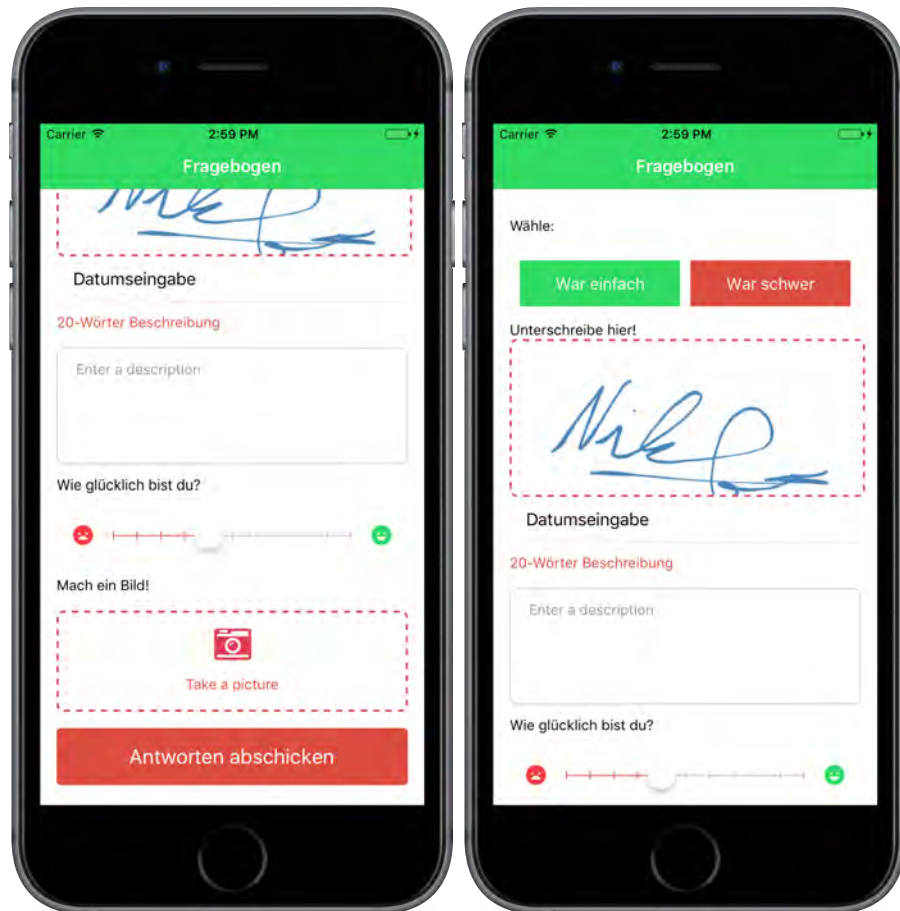 Carrier 2:59 PM
Fragebogen
Datumseingabe
20-Wörter Beschreibung
Enter a description
Wie glücklich bist du?
Mach ein Bild!
Take a picture
Antworten abschicken
Carrier 2:59 PM
Fragebogen
Wähle:
War einfach War schwer
Unterschreibe hier!
Datumseingabe
20-Wörter Beschreibung
Enter a description
Wie glücklich bist du?